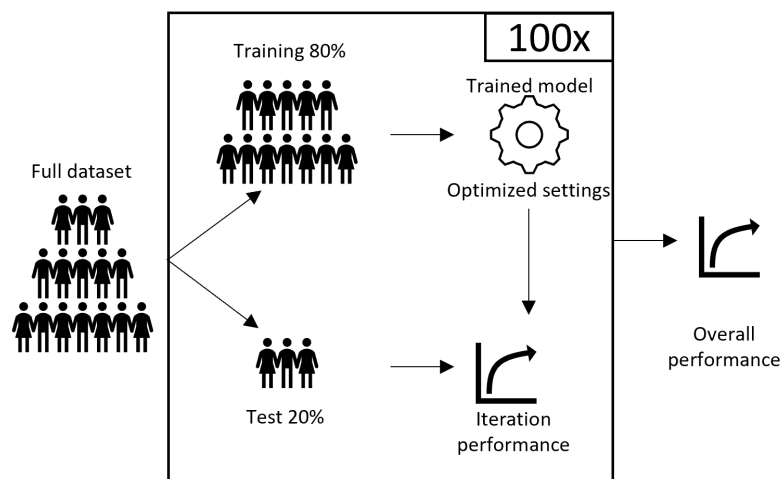 100x
Training 80%
Trained model
Full dataset
Optimized settings
Overall
performance
Test 20%
Iteration
performance